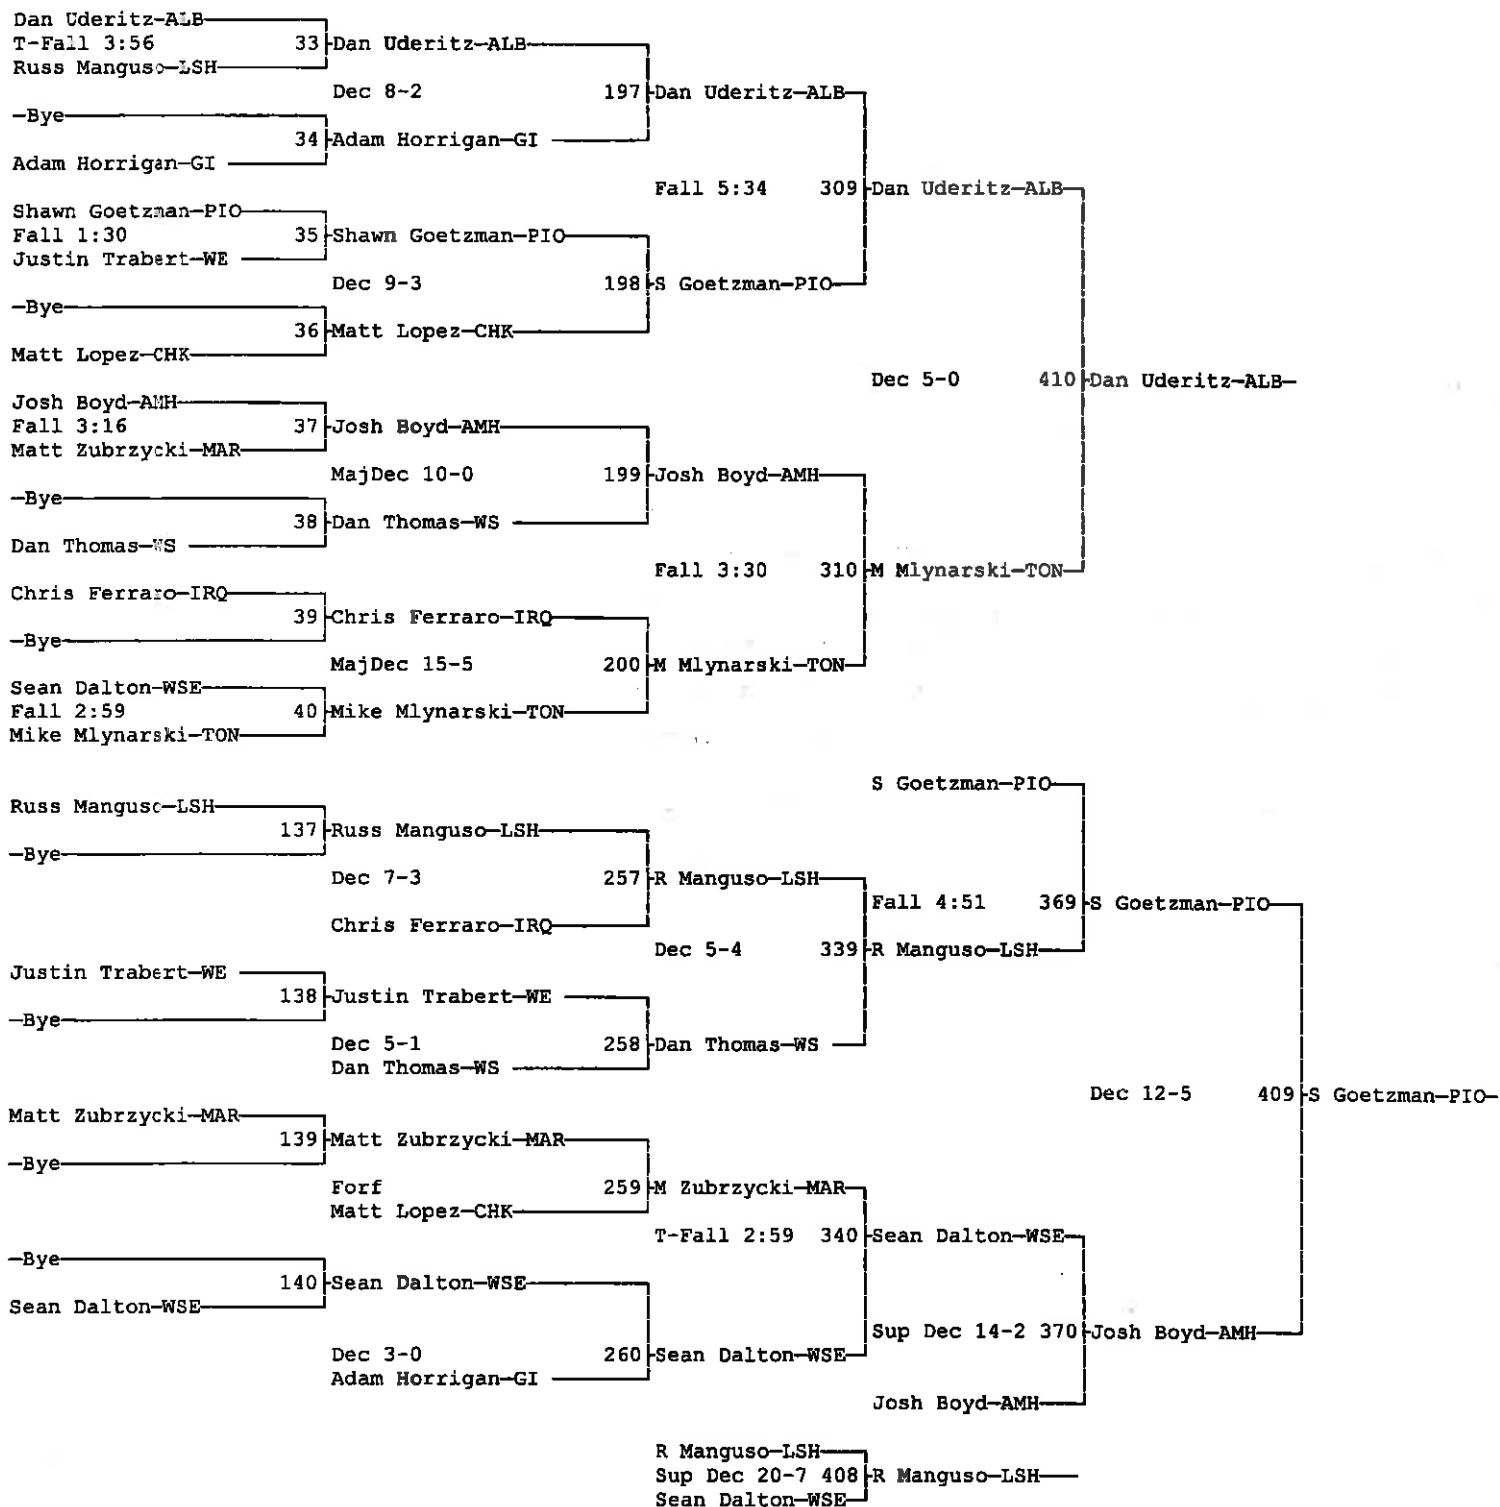 Dan Uderitz-ALB
T-Fall 3:56 33 Dan Uderitz-ALB
Russ Manguso-LSH
Dec 8-2 197 Dan Uderitz-ALB
-Bye
34 Adam Horrigan-GI
Adam Horrigan-GI
Fall 5:34 309 Dan Uderitz-ALB
Shawn Goetzman-PIO
Fall 1:30 35 Shawn Goetzman-PIO
Justin Trabert-WE
Dec 9-3 198 S Goetzman-PIO
-Bye
36 Matt Lopez-CHK
Matt Lopez-CHK
Dec 5-0 410 Dan Uderitz-ALB-
Josh Boyd-AMH
Fall 3:16 37 Josh Boyd-AMH
Matt Zubrzycki-MAR
MajDec 10-0 199 Josh Boyd-AMH
-Bye
38 Dan Thomas-WS
Dan Thomas-WS
Fall 3:30 310 M Mlynarski-TON
Chris Ferraro-IRQ
39 Chris Ferraro-IRQ
-Bye
MajDec 15-5 200 M Mlynarski-TON
Sean Dalton-WSE
Fall 2:59 40 Mike Mlynarski-TON
Mike Mlynarski-TON
S Goetzman-PIO
Russ Manguso-LSH
137 Russ Manguso-LSH
-Bye
Dec 7-3 257 R Manguso-LSH
Fall 4:51 369 S Goetzman-PIO
Chris Ferraro-IRQ
Dec 5-4 339 R Manguso-LSH
Justin Trabert-WE
138 Justin Trabert-WE
-Bye
Dec 5-1 258 Dan Thomas-WS
Dan Thomas-WS
Dec 12-5 409 S Goetzman-PIO-
Matt Zubrzycki-MAR
139 Matt Zubrzycki-MAR
-Bye
Forf 259 M Zubrzycki-MAR
Matt Lopez-CHK
T-Fall 2:59 340 Sean Dalton-WSE
-Bye
140 Sean Dalton-WSE
Sean Dalton-WSE
Sup Dec 14-2 370 Josh Boyd-AMH
Dec 3-0 260 Sean Dalton-WSE
Adam Horrigan-GI
Josh Boyd-AMH
R Manguso-LSH
Sup Dec 20-7 408 R Manguso-LSH
Sean Dalton-WSE